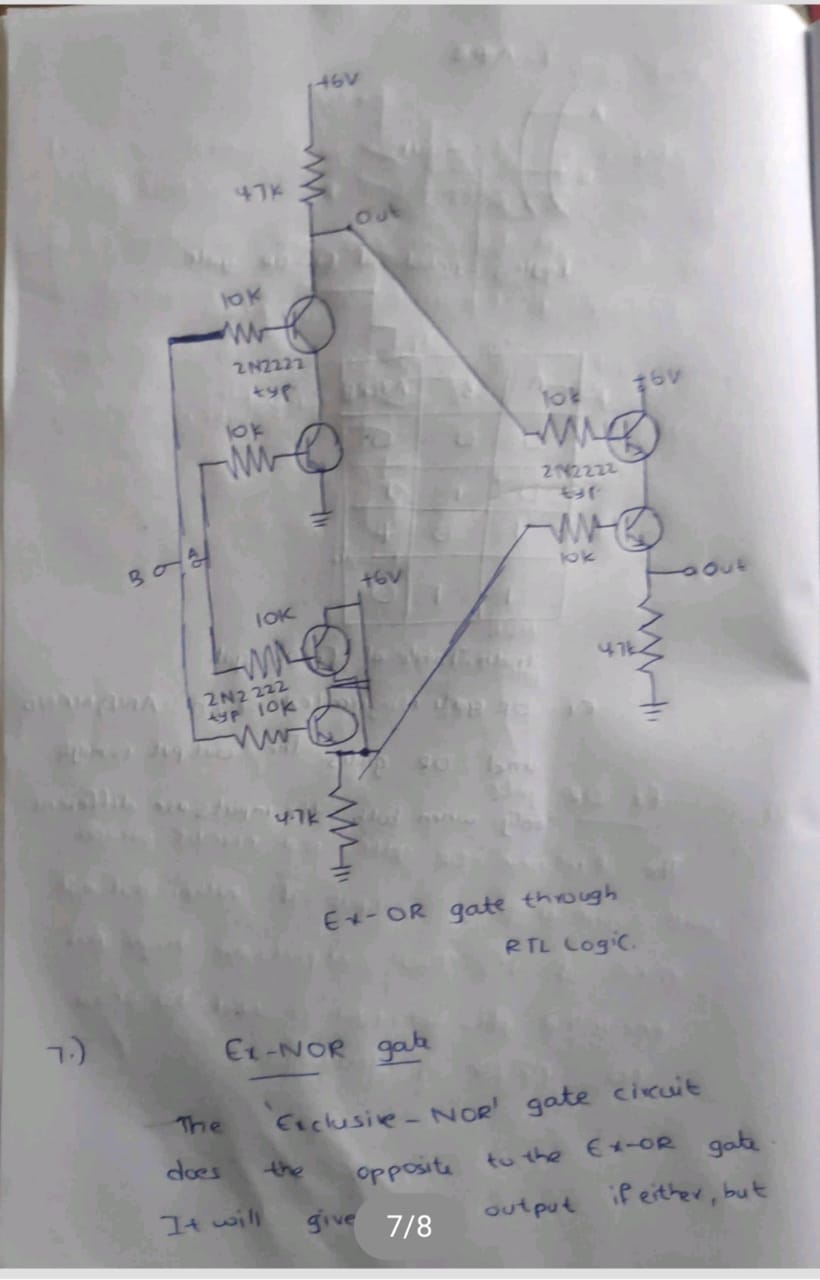 +6V
47K
Out
10K
2N2222
typ
10K
B A
+6V
10K
2N2222
typ 10K
4.7K
10k
+6V
2N2222
typ.
10K
Out
4.7k
Ex-OR gate through
RTL Logic.
7.) Ex-NOR gate
The 'Exclusive-NOR' gate circuit
does the opposite to the Ex-OR gate.
It will give output if either, but
7/8